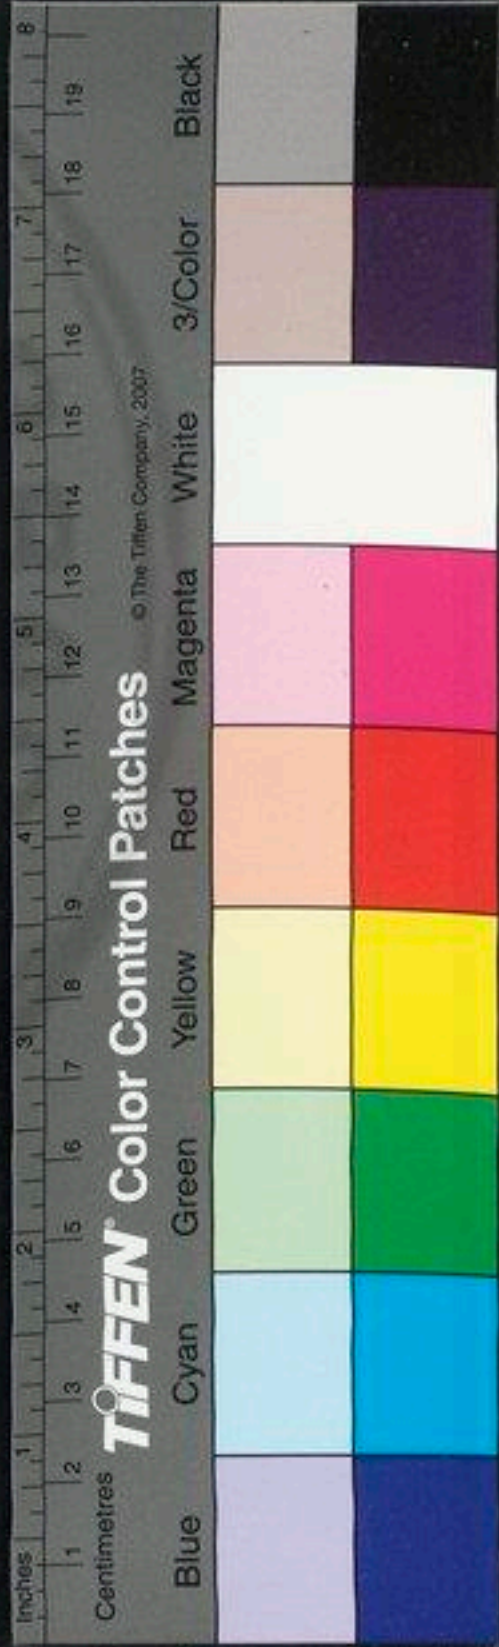 Inches 1 2 3 4 5 6 7 8
1 2 3 4 5 6 7 8 9 10 11 12 13 14 15 16 17 18 19
Centimetres
TIFFEN® Color Control Patches © The Tiffen Company, 2007
Blue Cyan Green Yellow Red Magenta White 3/Color Black